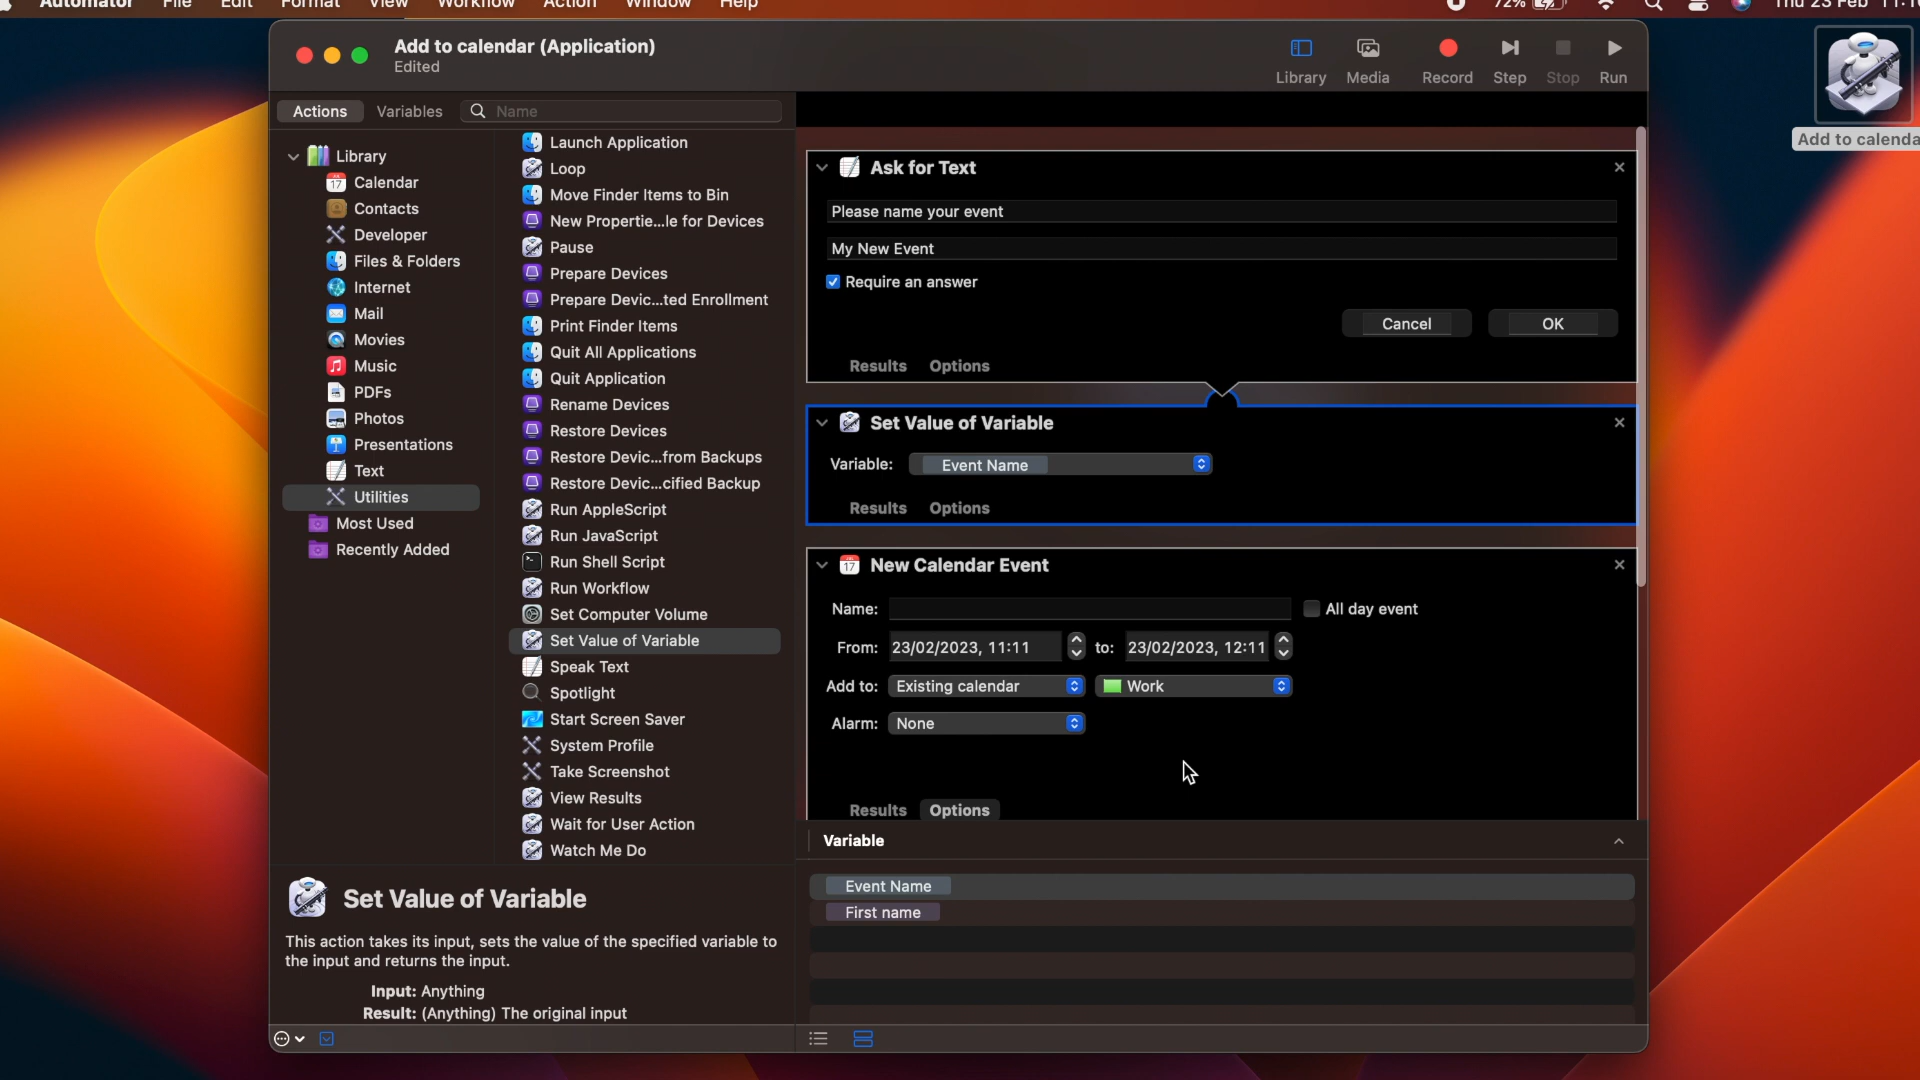 Automator File Edit Format View Workflow Action Window Help 72% Thu 23 Feb
Add to calendar (Application)
Edited
Library Media Record Step Stop Run
Add to calenda
Actions Variables Name
Library
Calendar
Contacts
Developer
Files & Folders
Internet
Mail
Movies
Music
PDFs
Photos
Presentations
Text
Utilities
Most Used
Recently Added
Launch Application
Loop
Move Finder Items to Bin
New Propertie...le for Devices
Pause
Prepare Devices
Prepare Devic...ted Enrollment
Print Finder Items
Quit All Applications
Quit Application
Rename Devices
Restore Devices
Restore Devic...from Backups
Restore Devic...cified Backup
Run AppleScript
Run JavaScript
Run Shell Script
Run Workflow
Set Computer Volume
Set Value of Variable
Speak Text
Spotlight
Start Screen Saver
System Profile
Take Screenshot
View Results
Wait for User Action
Watch Me Do
Set Value of Variable
This action takes its input, sets the value of the specified variable to
the input and returns the input.
Input: Anything
Result: (Anything) The original input
Ask for Text
Please name your event
My New Event
Require an answer
Cancel OK
Results Options
Set Value of Variable
Variable: Event Name
Results Options
17 New Calendar Event
Name: All day event
From: 23/02/2023, 11:11 to: 23/02/2023, 12:11
Add to: Existing calendar Work
Alarm: None
Results Options
Variable
Event Name
First name